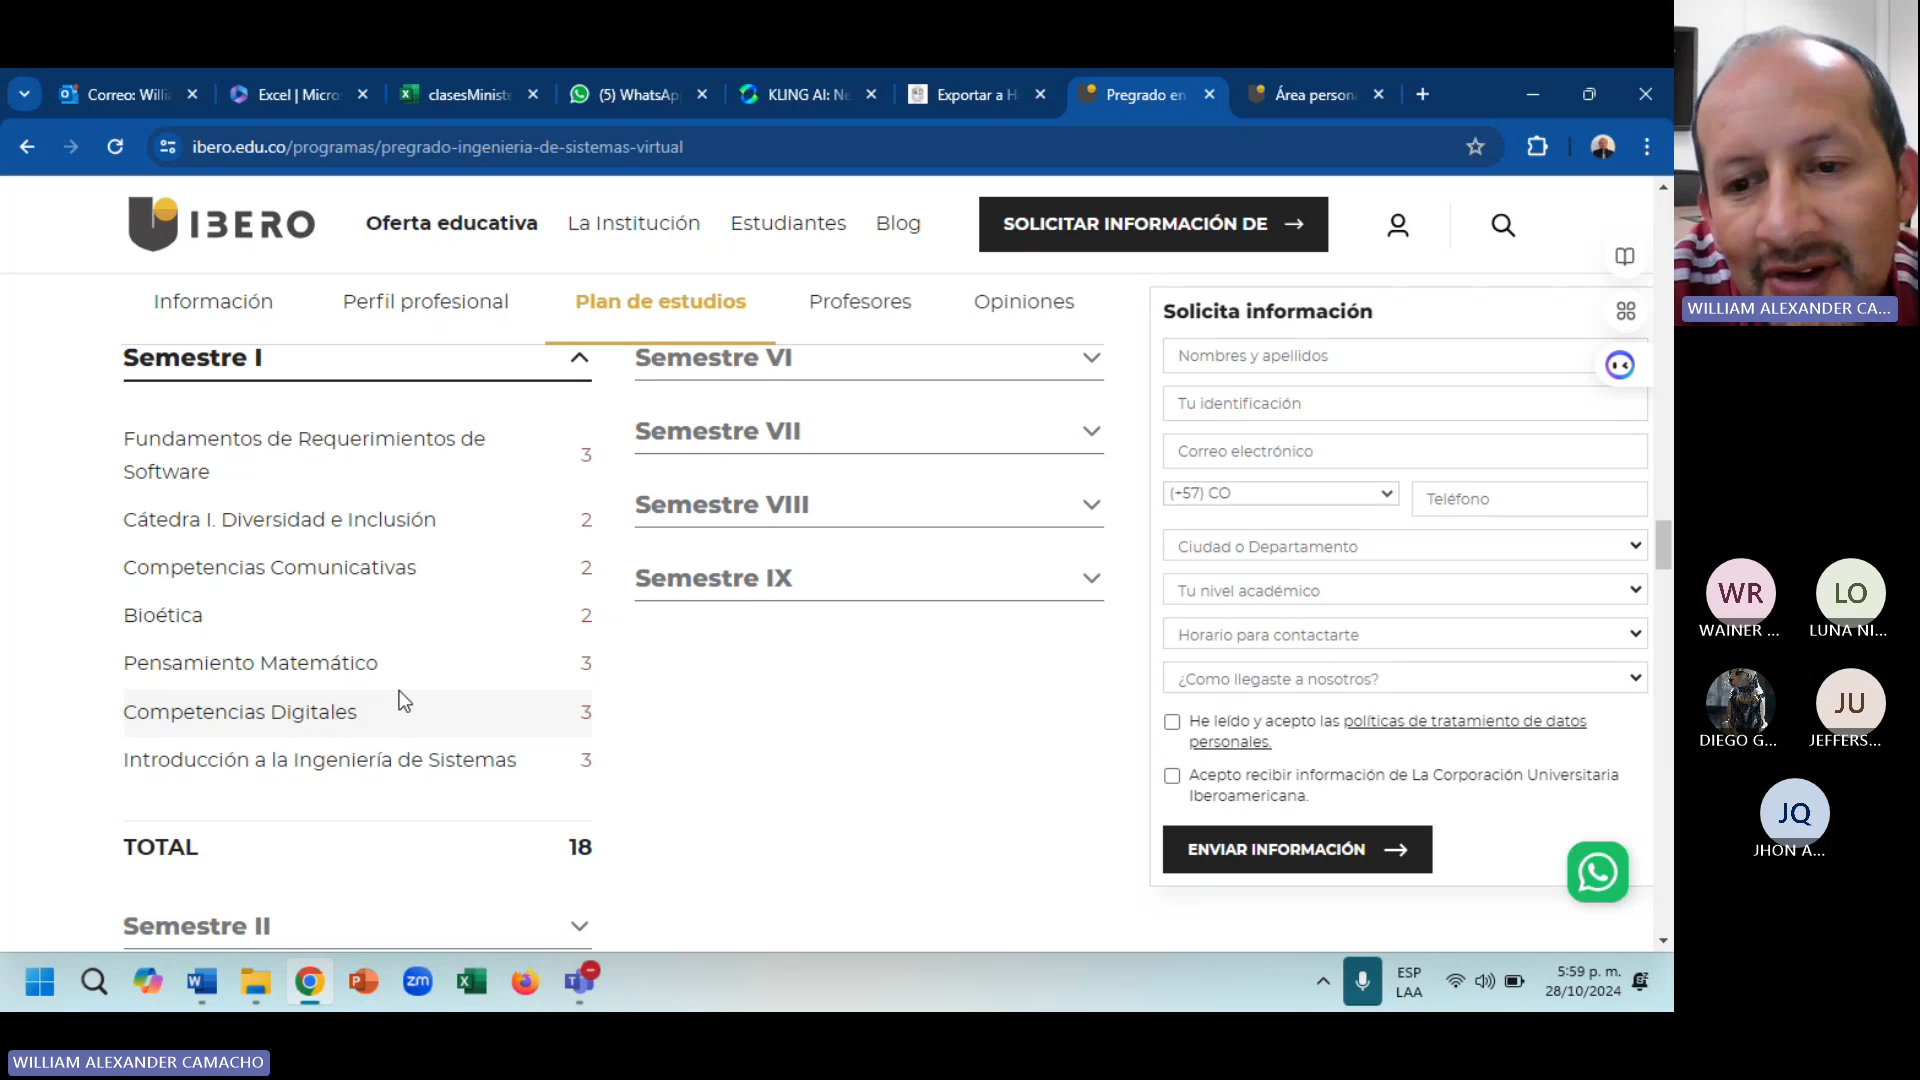 Correo: Willia
Excel | Micro
clasesMiniste
(5) WhatsAp
KLING AI: Ne
Exportar a H
Pregrado en
Área person
ibero.edu.co/programas/pregrado-ingenieria-de-sistemas-virtual
IBERO
Oferta educativa
La Institución
Estudiantes
Blog
SOLICITAR INFORMACIÓN DE
Información
Perfil profesional
Plan de estudios
Profesores
Opiniones
Semestre I
Fundamentos de Requerimientos de
Software
3
Cátedra I. Diversidad e Inclusión 2
Competencias Comunicativas 2
Bioética 2
Pensamiento Matemático 3
Competencias Digitales 3
Introducción a la Ingeniería de Sistemas 3
TOTAL 18
Semestre II
Semestre VI
Semestre VII
Semestre VIII
Semestre IX
Solicita información
Nombres y apellidos
Tu identificación
Correo electrónico
(+57) CO
Teléfono
Ciudad o Departamento
Tu nivel académico
Horario para contactarte
¿Como llegaste a nosotros?
He leído y acepto las políticas de tratamiento de datos
personales.
Acepto recibir información de La Corporación Universitaria
Iberoamericana.
ENVIAR INFORMACIÓN
WILLIAM ALEXANDER CA...
WR
WAINER ...
LO
LUNA NI...
DIEGO G...
JU
JEFFERS...
JQ
JHON A...
zm
ESP
LAA
5:59 p. m.
28/10/2024
WILLIAM ALEXANDER CAMACHO